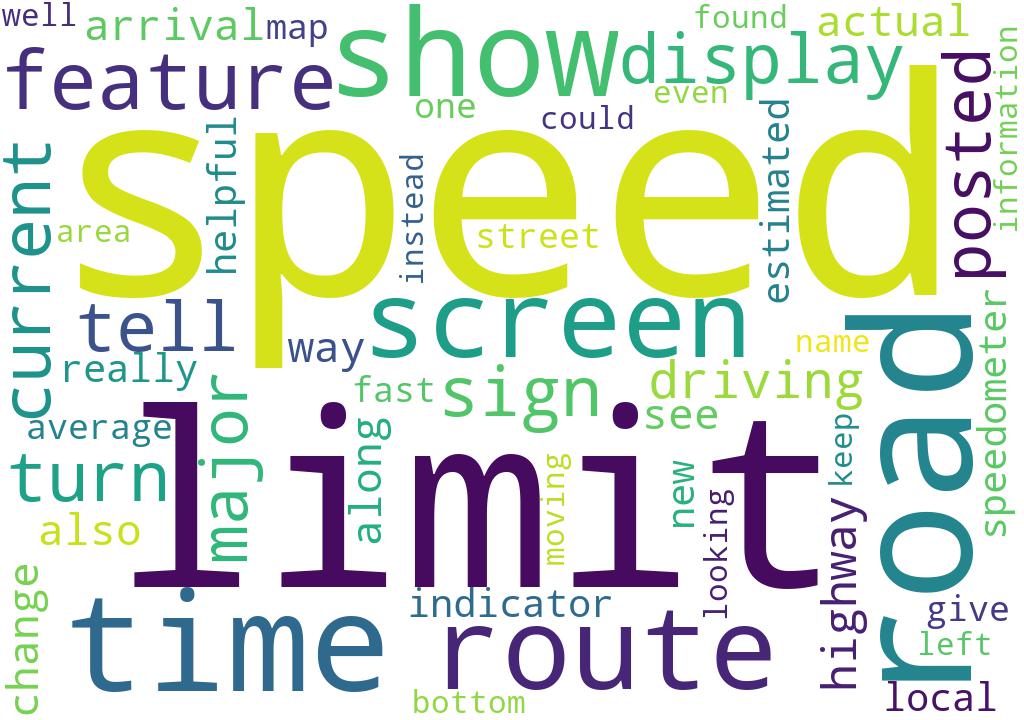 well
arrival
map
show
found
actual
feature
display
one
even
could
speed
posted
information
current
helpful
instead
estimated
area
street
tell
screen
way
name
road
speedometer
really
fast
sign
driving
see
average
limit
major
along
moving
new
looking
keep
turn
also
highway
change
time
indicator
route
give
left
bottom
local